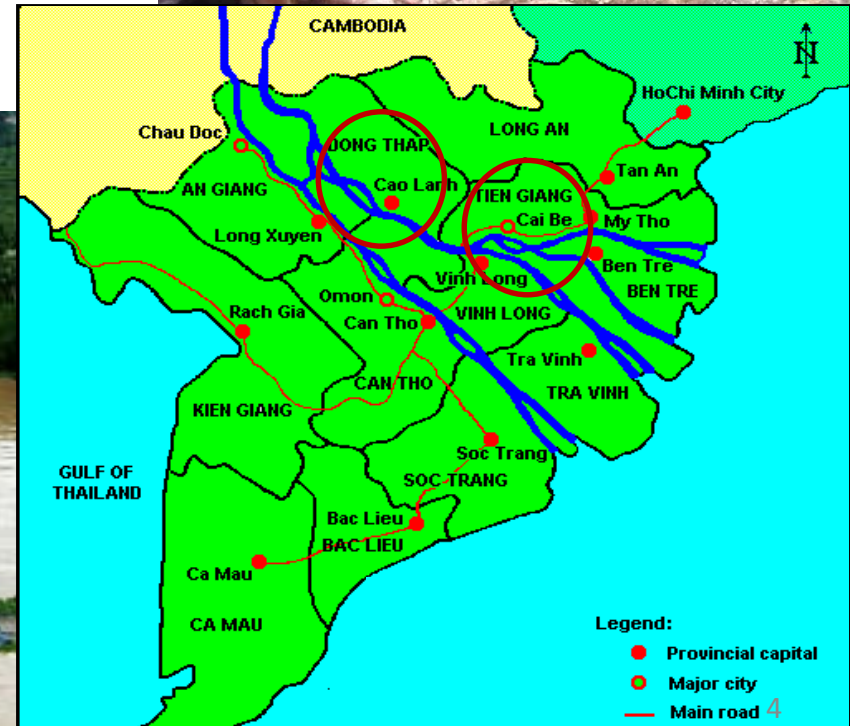 CAMBODIA
N
HoChi Minh City
Chau Doc
DONG THAP
LONG AN
Tan An
AN GIANG
Cao Lanh
TIEN GIANG
Cai Be
My Tho
Long Xuyen
Vinh Long
Ben Tre
BEN TRE
Omon
Rach Gia
Can Tho
VINH LONG
Tra Vinh
CAN THO
TRA VINH
KIEN GIANG
Soc Trang
GULF OF
THAILAND
SOC TRANG
Bac Lieu
BAC LIEU
Ca Mau
CA MAU
Legend:
Provincial capital
Major city
Main road
4